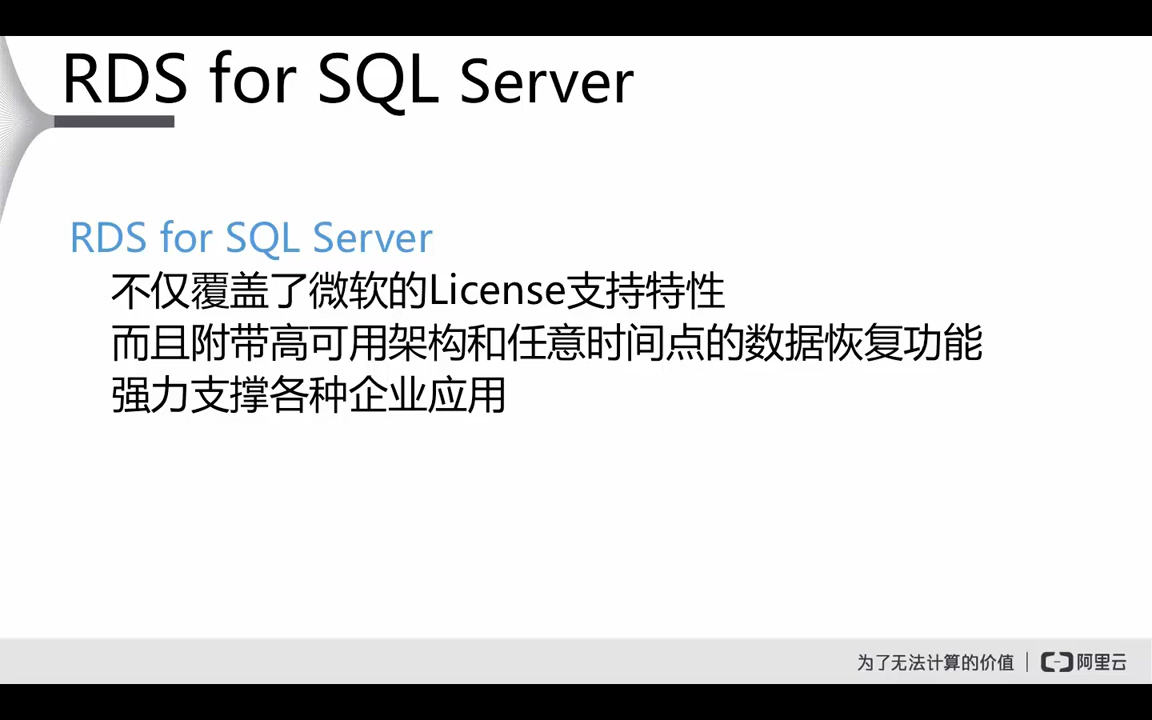 RDS for SQL Server
RDS for SQL Server
不仅覆盖了微软的License支持特性
而且附带高可用架构和任意时间点的数据恢复功能
强力支撑各种企业应用
为了无法计算的价值 | 阿里云